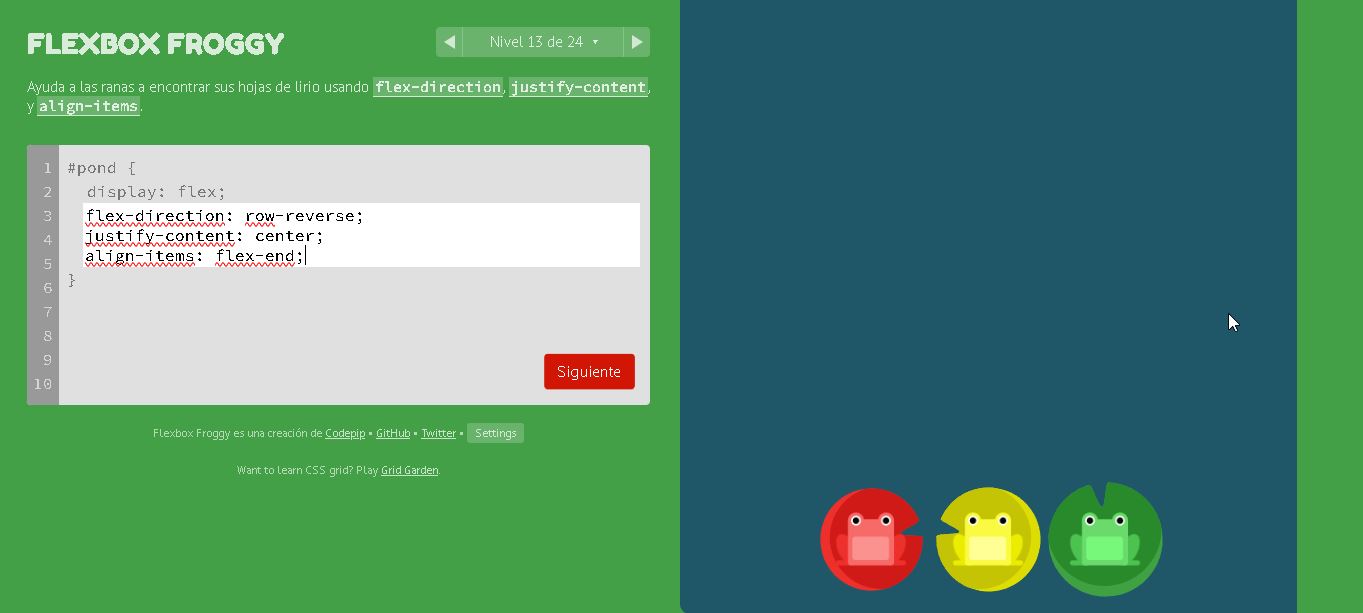 FLEXBOX FROGGY
◀ Nivel 13 de 24 ▾ ▶
Ayuda a las ranas a encontrar sus hojas de lirio usando flex-direction, justify-content,
y align-items.
1 #pond {
2 display: flex;
3 flex-direction: row-reverse;
4 justify-content: center;
5 align-items: flex-end;
6 }
7
8
9
10
Siguiente
Flexbox Froggy es una creación de Codepip • GitHub • Twitter • Settings
Want to learn CSS grid? Play Grid Garden.